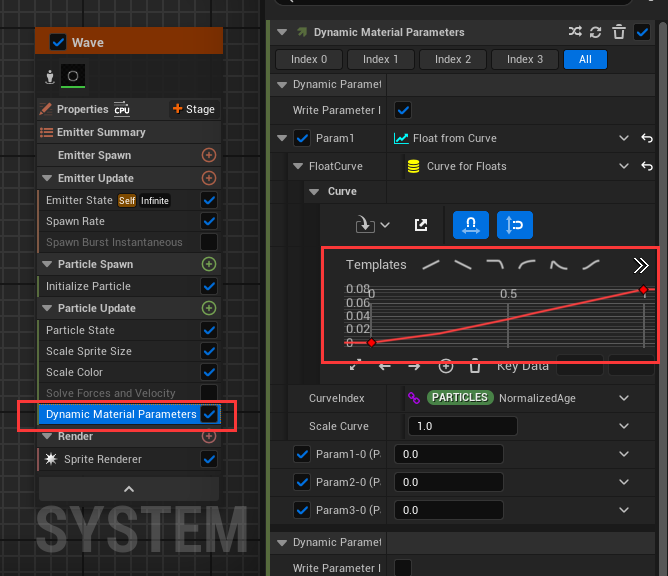 Wave
Properties CPU + Stage
Emitter Summary
Emitter Spawn
Emitter Update
Emitter State Self Infinite
Spawn Rate
Spawn Burst Instantaneous
Particle Spawn
Initialize Particle
Particle Update
Particle State
Scale Sprite Size
Scale Color
Solve Forces and Velocity
Dynamic Material Parameters
Render
Sprite Renderer
SYSTEM
Dynamic Material Parameters
Index 0 Index 1 Index 2 Index 3 All
Dynamic Paramet
Write Parameter I
Param1 Float from Curve
FloatCurve Curve for Floats
Curve
Templates
0.08
0.06
0.04
0.02
0
0 0.5 1
Key Data
CurveIndex PARTICLES NormalizedAge
Scale Curve 1.0
Param1-0 (P. 0.0
Param2-0 (P. 0.0
Param3-0 (P. 0.0
Dynamic Paramet
Write Parameter I